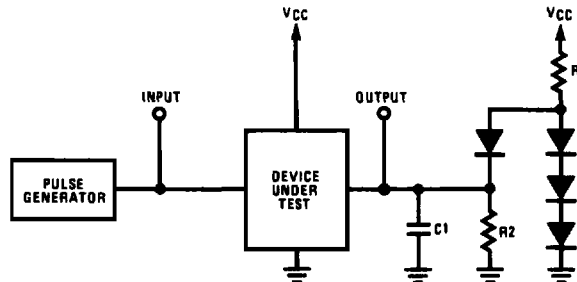 VCC
VCC
R
INPUT
OUTPUT
PULSE
GENERATOR
DEVICE
UNDER
TEST
C1
R2